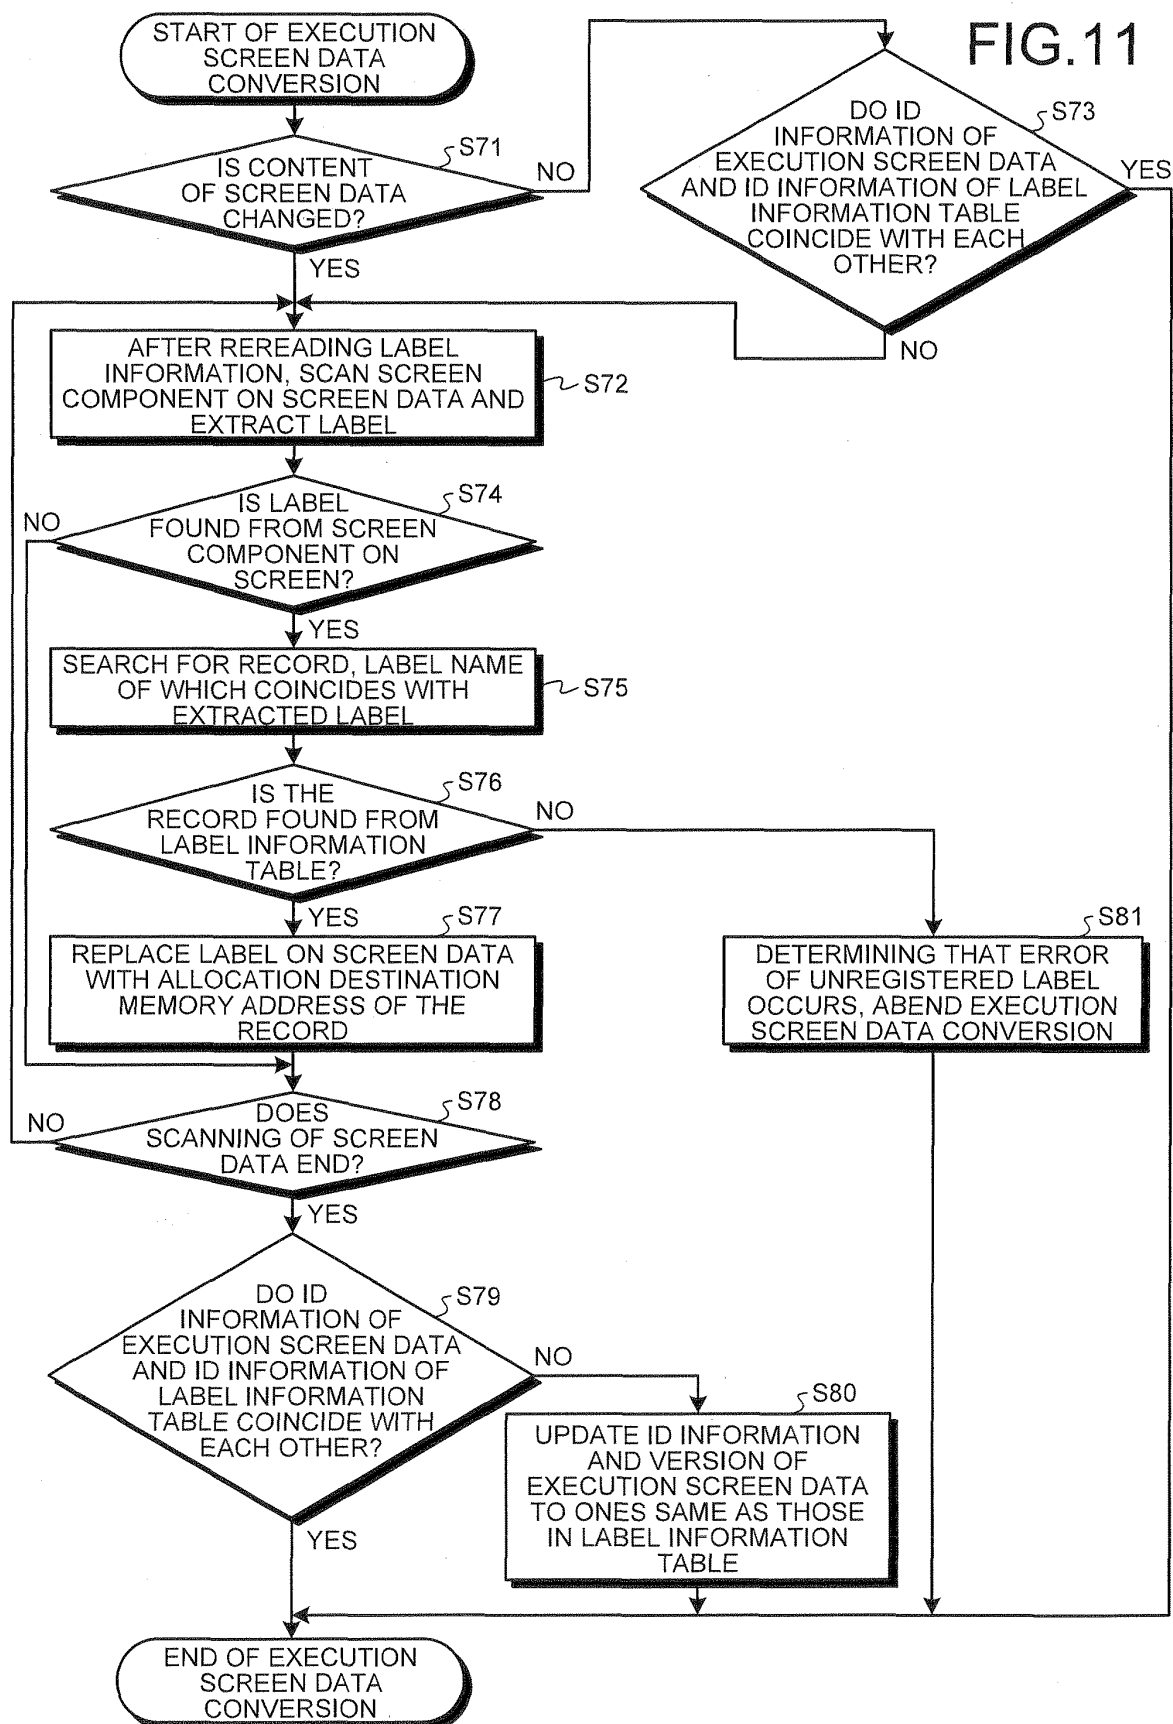 FIG.11
START OF EXECUTION
SCREEN DATA
CONVERSION
S71
IS CONTENT
OF SCREEN DATA
CHANGED?
NO
YES
S73
DO ID
INFORMATION OF
EXECUTION SCREEN DATA
AND ID INFORMATION OF LABEL
INFORMATION TABLE
COINCIDE WITH EACH
OTHER?
YES
NO
AFTER REREADING LABEL
INFORMATION, SCAN SCREEN
COMPONENT ON SCREEN DATA AND
EXTRACT LABEL
S72
S74
IS LABEL
FOUND FROM SCREEN
COMPONENT ON
SCREEN?
NO
YES
SEARCH FOR RECORD, LABEL NAME
OF WHICH COINCIDES WITH
EXTRACTED LABEL
S75
S76
IS THE
RECORD FOUND FROM
LABEL INFORMATION
TABLE?
NO
YES
S77
REPLACE LABEL ON SCREEN DATA
WITH ALLOCATION DESTINATION
MEMORY ADDRESS OF THE
RECORD
S81
DETERMINING THAT ERROR
OF UNREGISTERED LABEL
OCCURS, ABEND EXECUTION
SCREEN DATA CONVERSION
S78
DOES
SCANNING OF SCREEN
DATA END?
NO
YES
S79
DO ID
INFORMATION OF
EXECUTION SCREEN DATA
AND ID INFORMATION OF
LABEL INFORMATION
TABLE COINCIDE WITH
EACH OTHER?
NO
YES
S80
UPDATE ID INFORMATION
AND VERSION OF
EXECUTION SCREEN DATA
TO ONES SAME AS THOSE
IN LABEL INFORMATION
TABLE
END OF EXECUTION
SCREEN DATA
CONVERSION